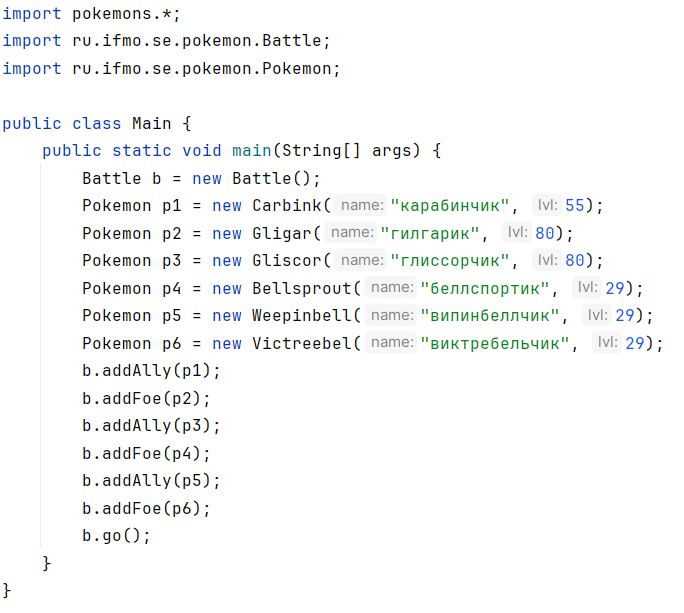 import pokemons.*;
import ru.ifmo.se.pokemon.Battle;
import ru.ifmo.se.pokemon.Pokemon;

public class Main {
    public static void main(String[] args) {
        Battle b = new Battle();
        Pokemon p1 = new Carbink( name: "карабинчик", lvl: 55);
        Pokemon p2 = new Gligar( name: "гилгарик", lvl: 80);
        Pokemon p3 = new Gliscor( name: "глиссорчик", lvl: 80);
        Pokemon p4 = new Bellsprout( name: "беллспортик", lvl: 29);
        Pokemon p5 = new Weepinbell( name: "випинбеллчик", lvl: 29);
        Pokemon p6 = new Victreebel( name: "виктребельчик", lvl: 29);
        b.addAlly(p1);
        b.addFoe(p2);
        b.addAlly(p3);
        b.addFoe(p4);
        b.addAlly(p5);
        b.addFoe(p6);
        b.go();
    }
}